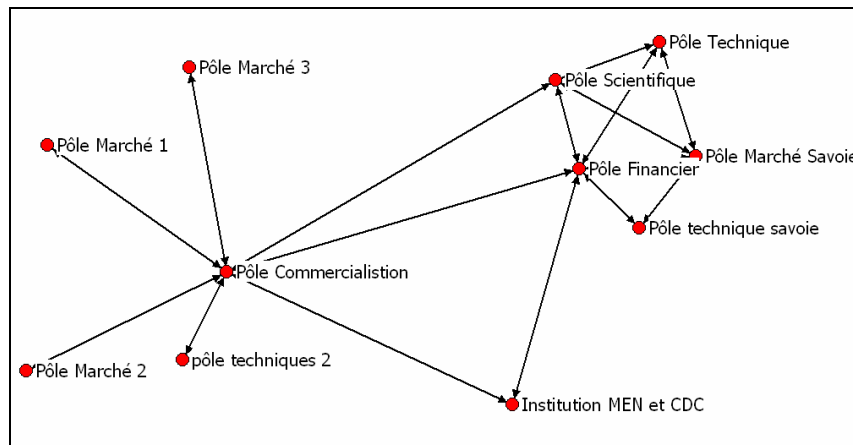 Pôle Technique
Pôle Marché 3
Pôle Scientifique
Pôle Marché 1
Pôle Marché Savoie
Pôle Financier
Pôle technique savoie
Pôle Commercialistion
pôle techniques 2
Pôle Marché 2
Institution MEN et CDC